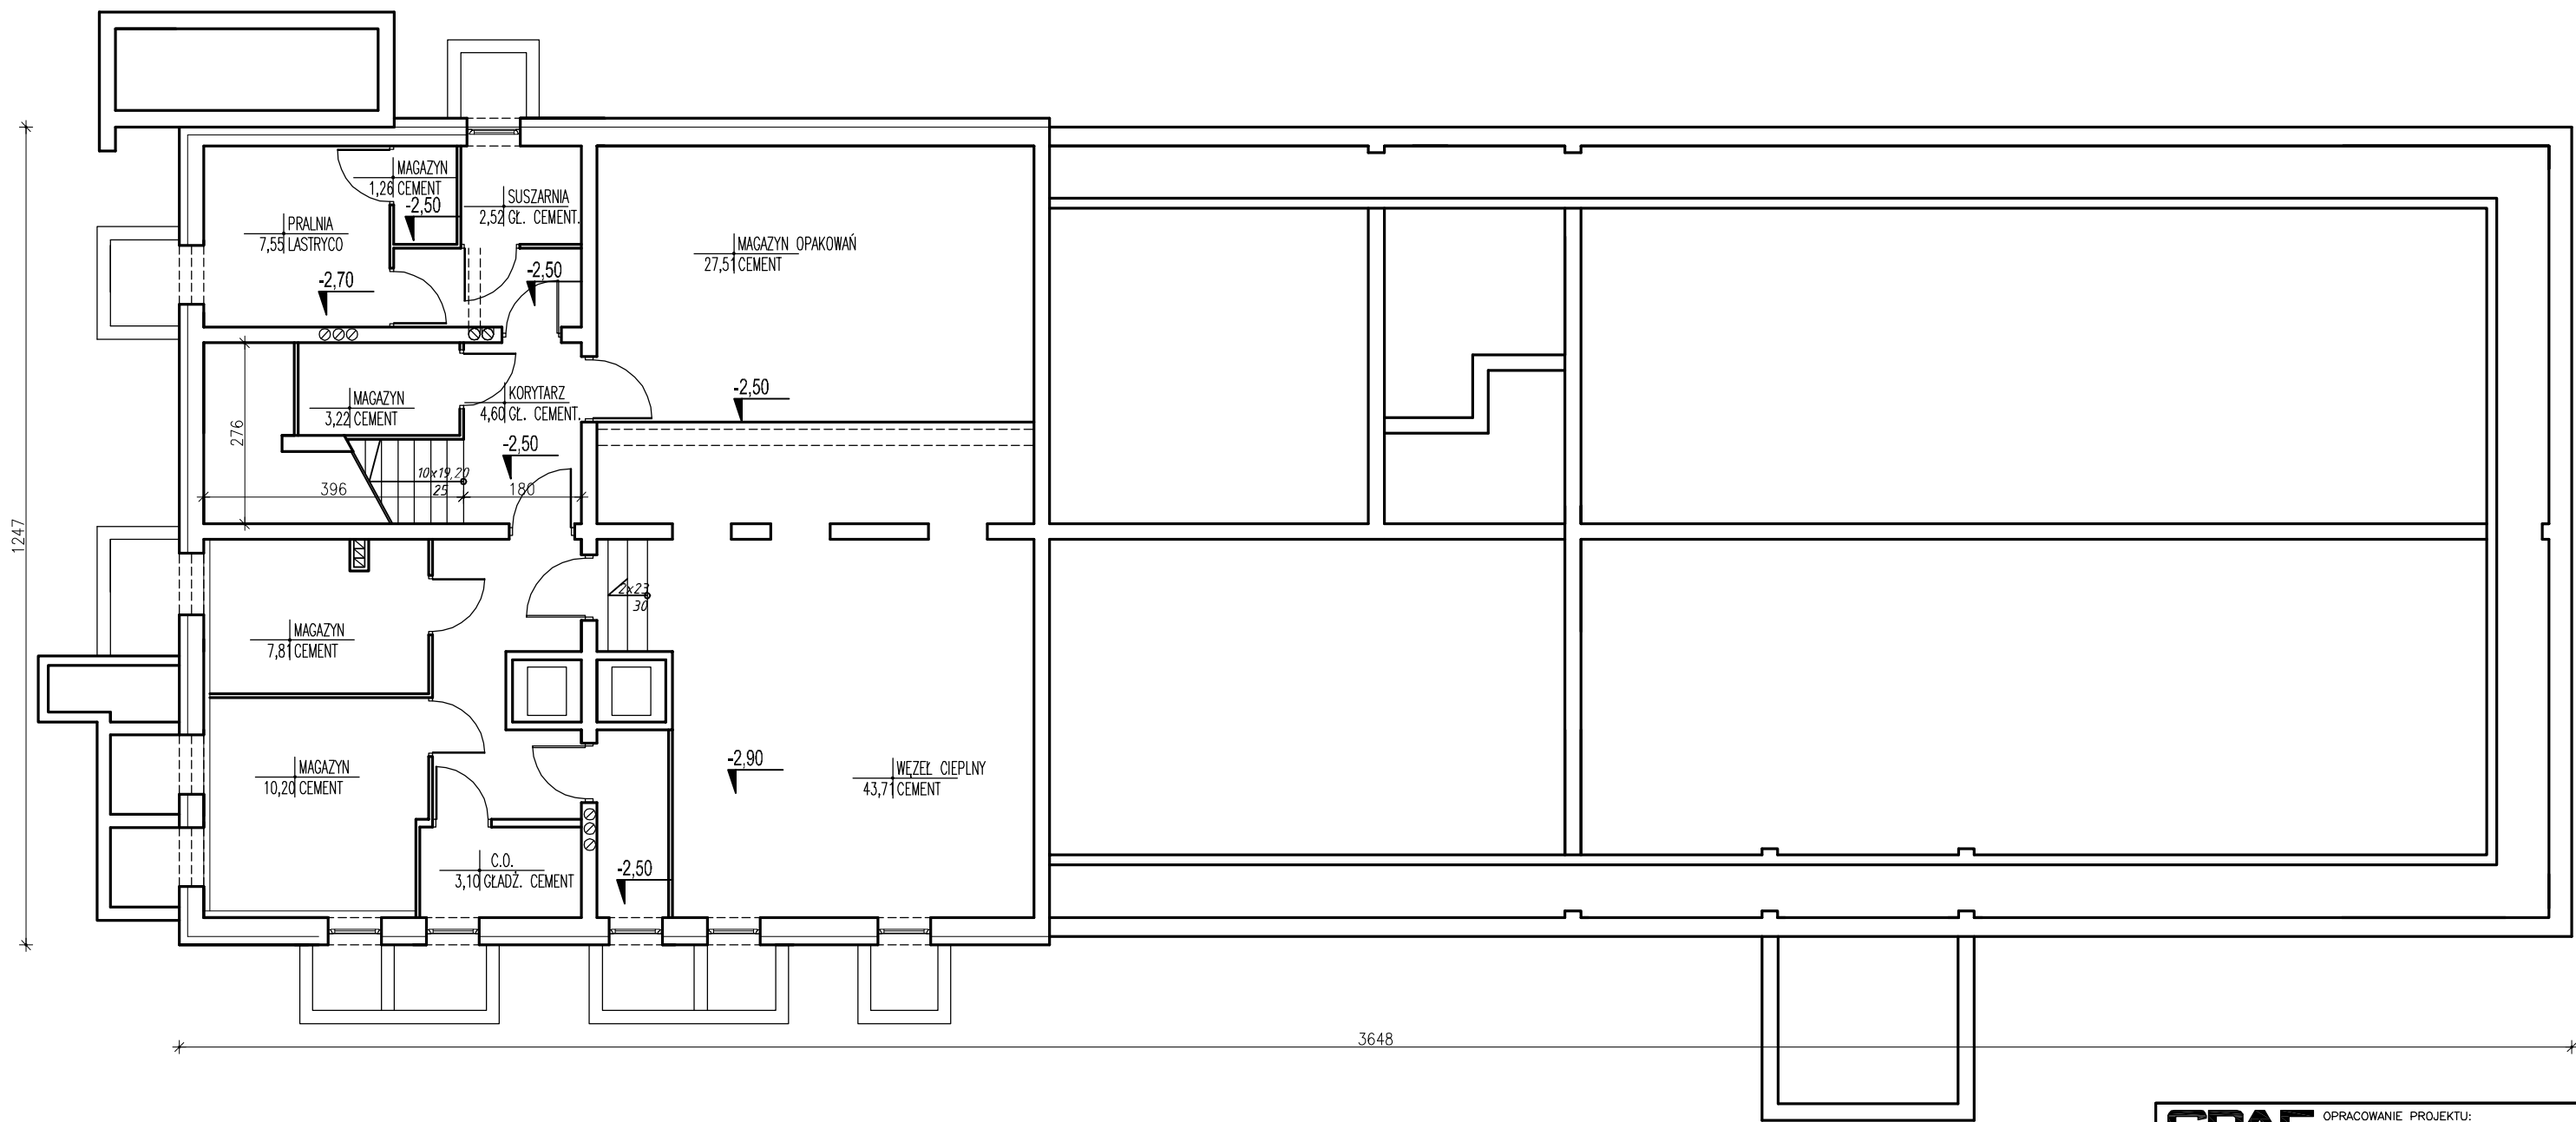 MAGAZYN
1,26 CEMENT
-2,50
SUSZARNIA
2,52 GŁ. CEMENT.
PRALNIA
7,55 LASTRYCO
-2,70
-2,50
MAGAZYN OPAKOWAŃ
27,51 CEMENT
-2,50
MAGAZYN
3,22 CEMENT
KORYTARZ
4,60 GŁ. CEMENT.
-2,50
276
10x19,20
25
396
180
1247
2x23
30
MAGAZYN
7,81 CEMENT
MAGAZYN
10,20 CEMENT
-2,90
WĘZEŁ CIEPLNY
43,71 CEMENT
C.O.
3,10 GŁADŹ. CEMENT
-2,50
3648
OPRACOWANIE PROJEKTU: